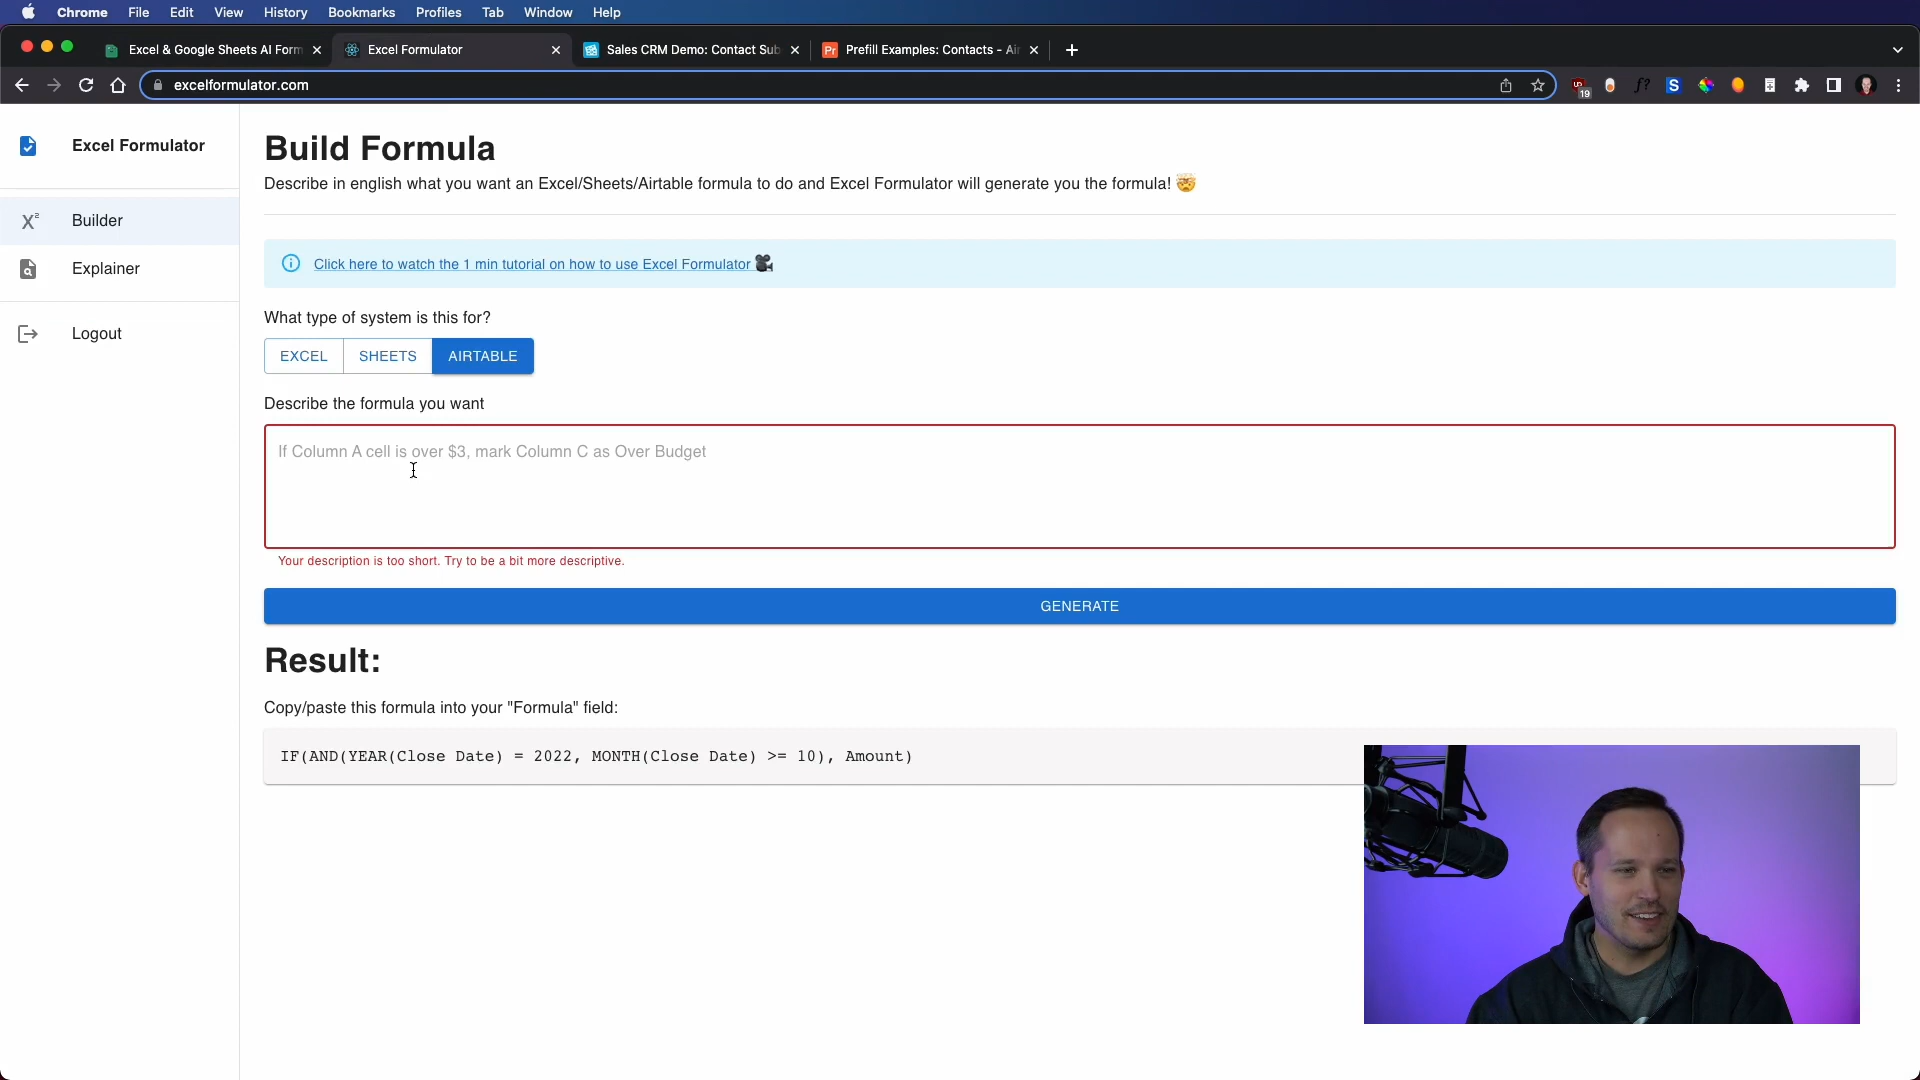 Chrome File Edit View History Bookmarks Profiles Tab Window Help
Excel & Google Sheets AI Form
Excel Formulator
Sales CRM Demo: Contact Sub
Prefill Examples: Contacts - Air
excelformulator.com
19
Excel Formulator
Builder
Explainer
Logout
Build Formula
Describe in english what you want an Excel/Sheets/Airtable formula to do and Excel Formulator will generate you the formula! 🤯
Click here to watch the 1 min tutorial on how to use Excel Formulator 🎥
What type of system is this for?
EXCEL SHEETS AIRTABLE
Describe the formula you want
If Column A cell is over $3, mark Column C as Over Budget
Your description is too short. Try to be a bit more descriptive.
GENERATE
Result:
Copy/paste this formula into your "Formula" field:
IF(AND(YEAR(Close Date) = 2022, MONTH(Close Date) >= 10), Amount)